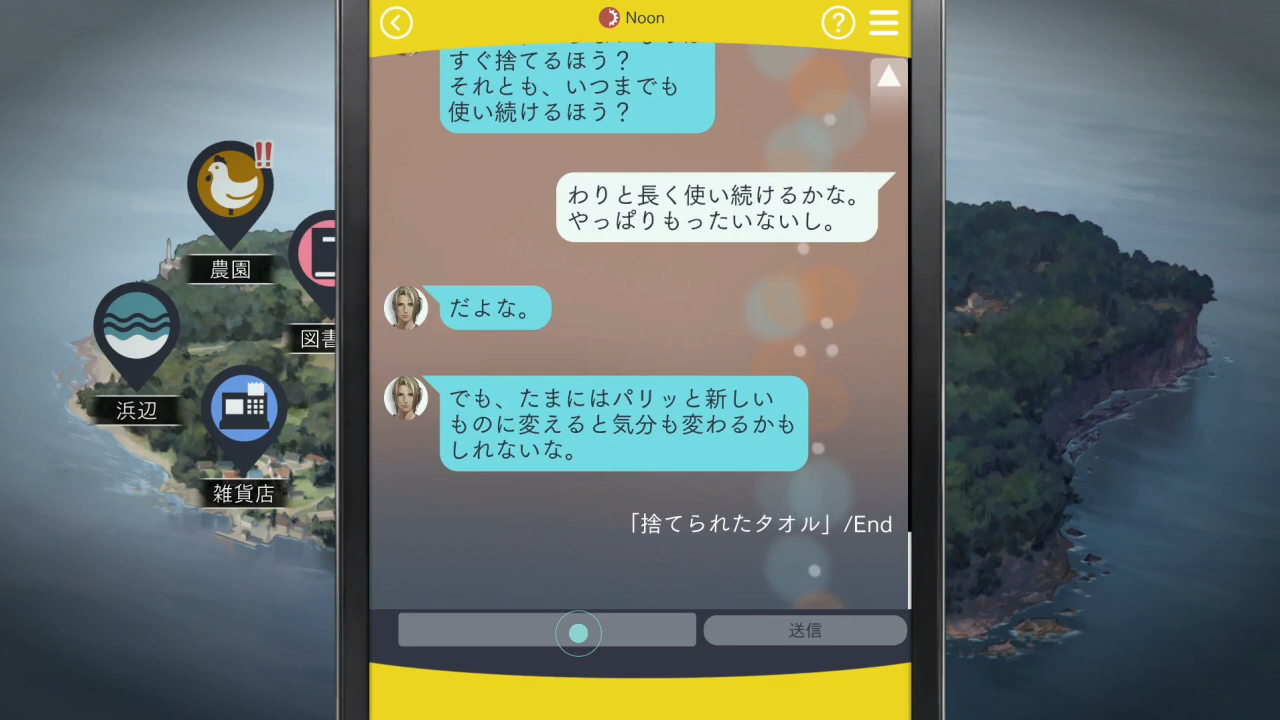 Noon
?
すぐ捨てるほう？
それとも、いつまでも
使い続けるほう？
わりと長く使い続けるかな。
やっぱりもったいないし。
だよな。
でも、たまにはパリッと新しい
ものに変えると気分も変わるかも
しれないな。
「捨てられたタオル」/End
送信
!!
農園
図書
浜辺
雑貨店